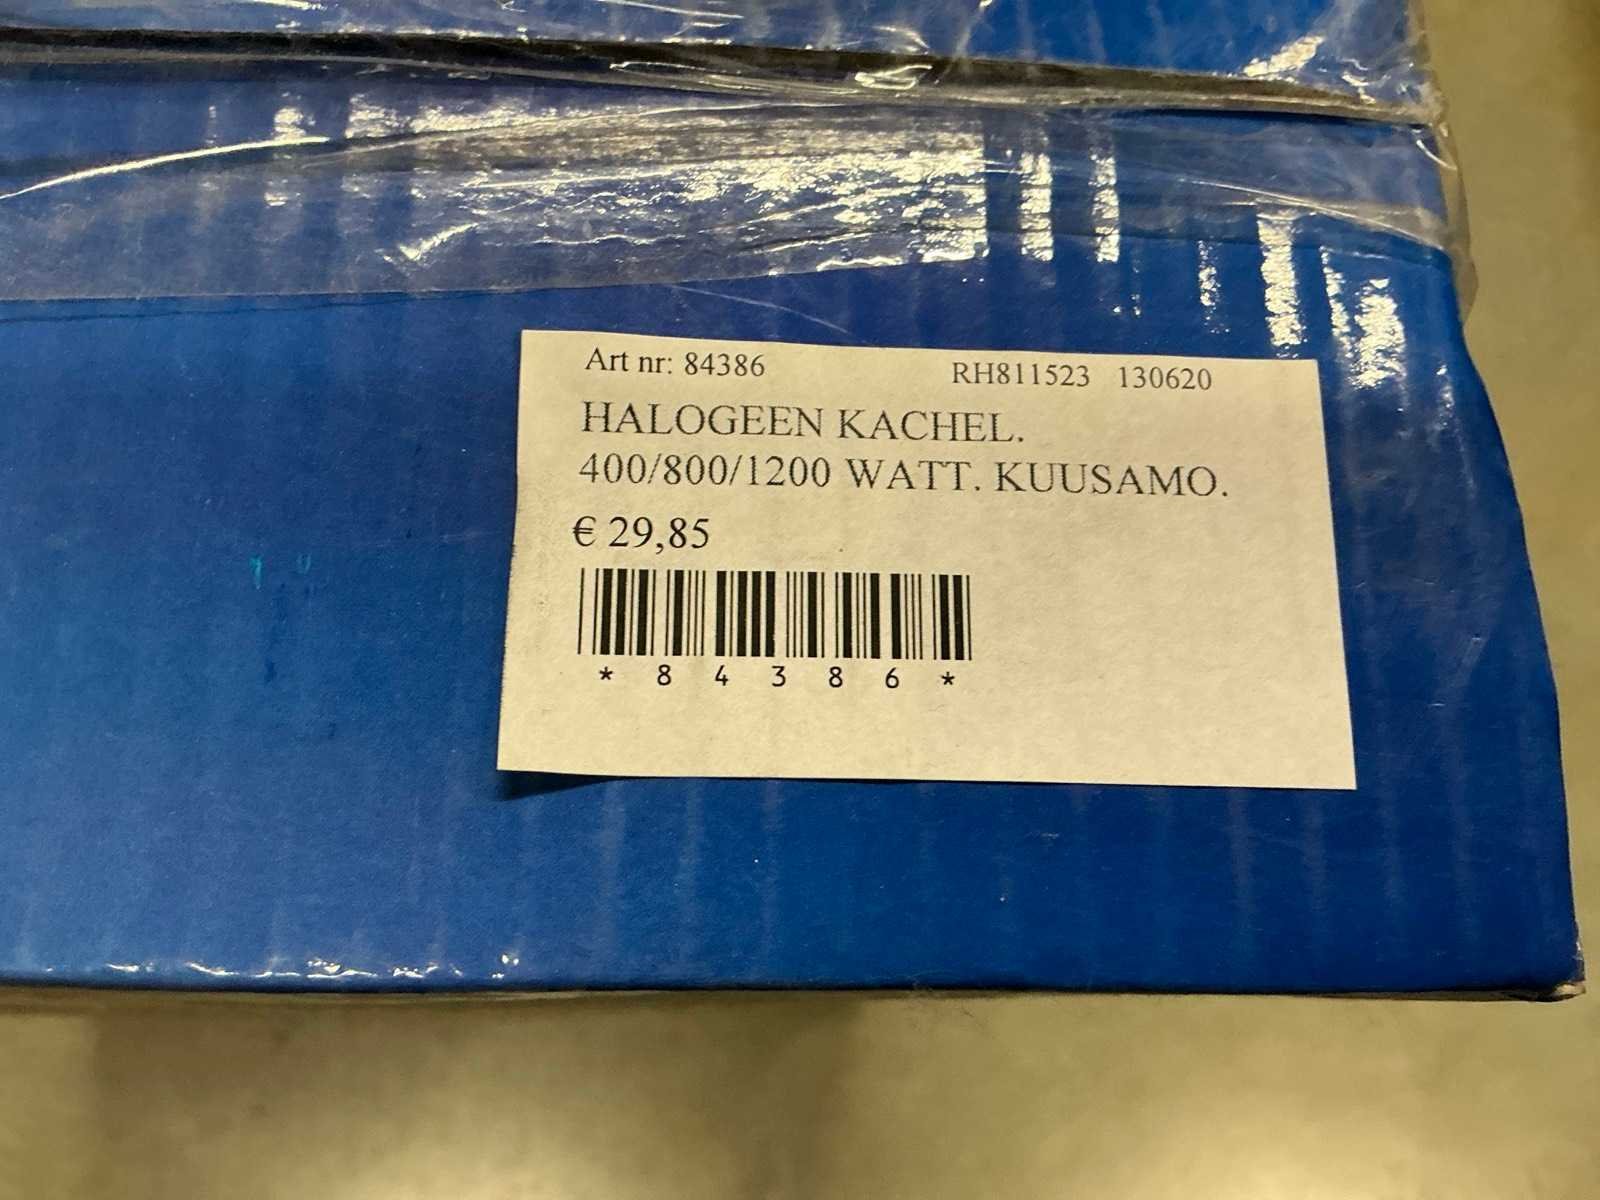 Art nr: 84386 RH811523 130620
HALOGEEN KACHEL.
400/800/1200 WATT. KUUSAMO.
€ 29,85
* 8 4 3 8 6 *